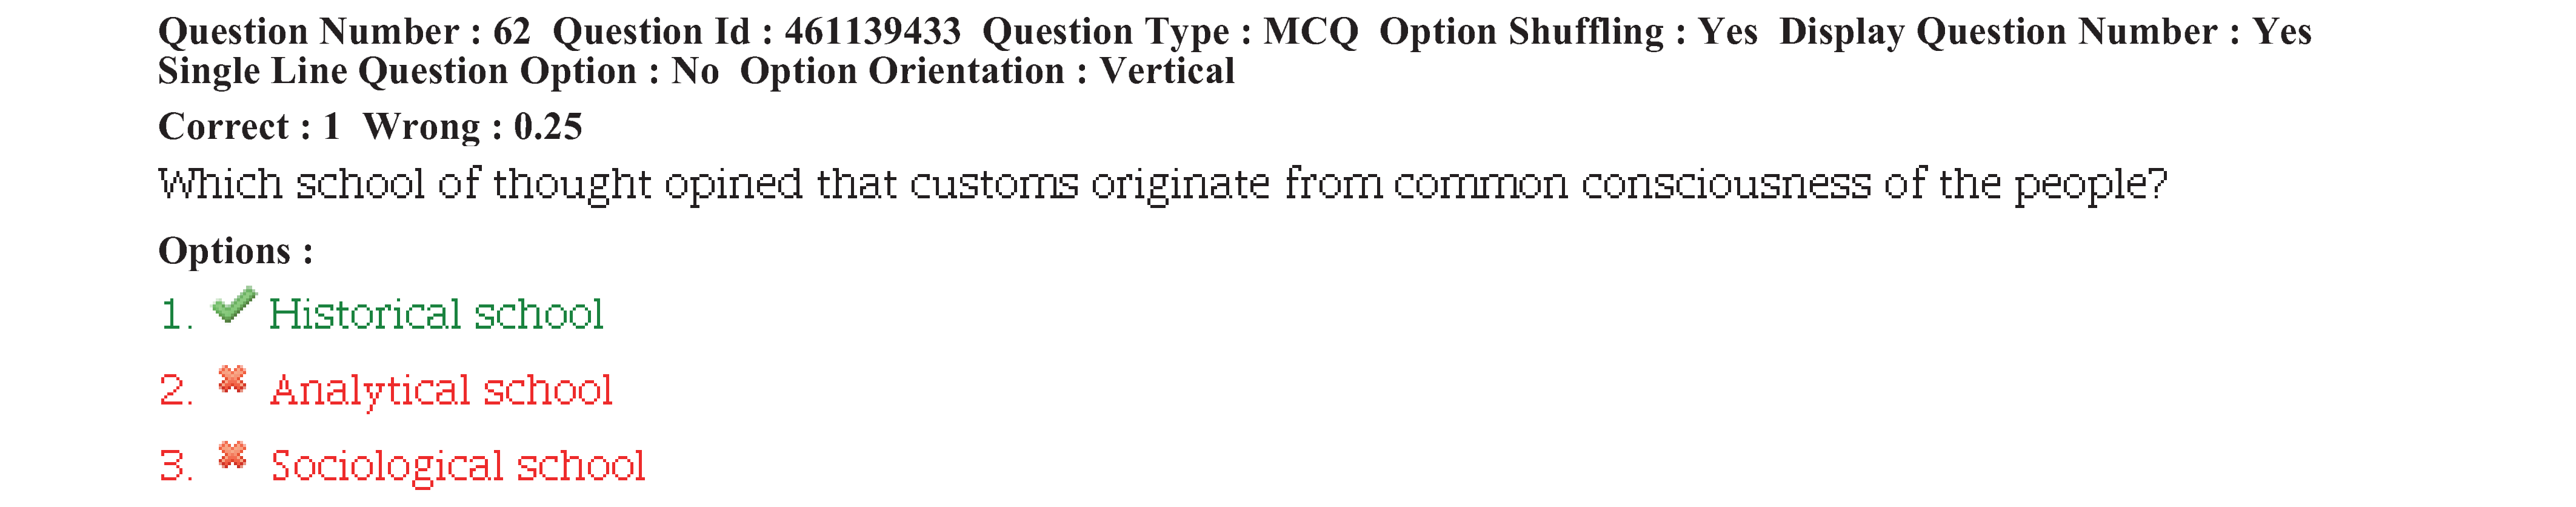 Question Number : 62 Question Id : 461139433 Question Type : MCQ Option Shuffling : Yes Display Question Number : Yes
Single Line Question Option : No Option Orientation : Vertical
Correct : 1 Wrong : 0.25
Which school of thought opined that customs originate from common consciousness of the people?
Options :
1. Historical school
2. Analytical school
3. Sociological school